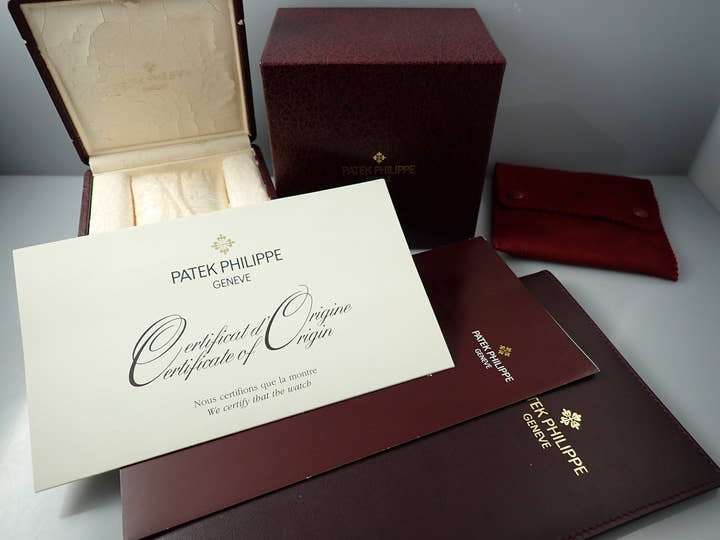 PATEK PHILIPPE
PATEK PHILIPPE
GENEVE
Certificat d'Origine
Certificate of Origin
Nous certifions que la montre
We certify that the watch
PATEK PHILIPPE
GENEVE
PATEK PHILIPPE
GENEVE